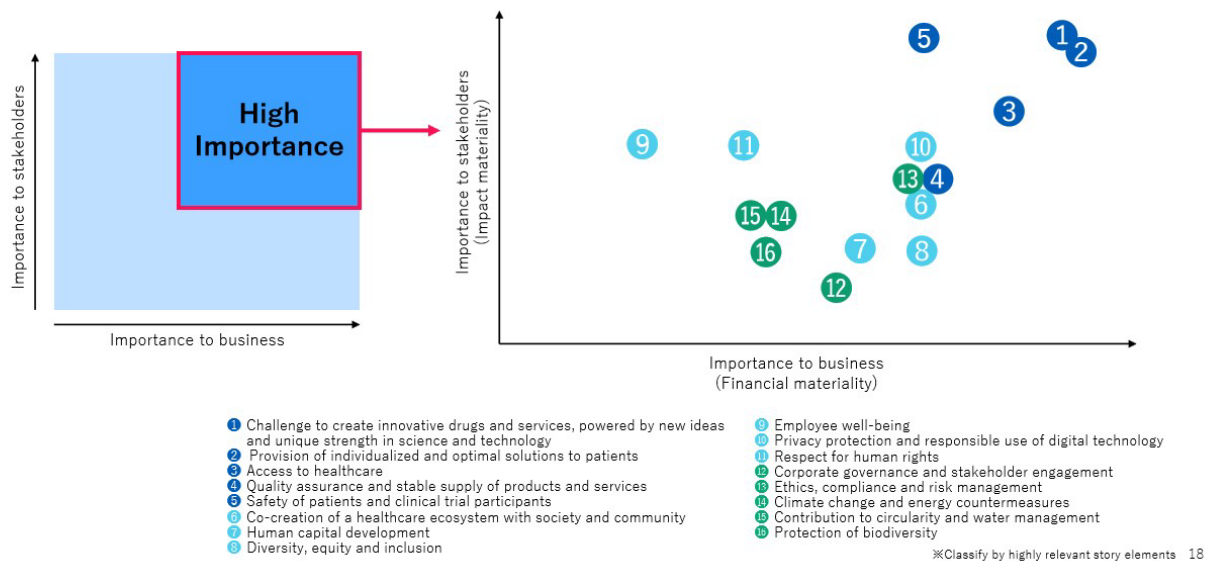 Importance to stakeholders
High
Importance
Importance to business
Importance to stakeholders
(Impact materiality)
5
1
2
3
9
11
10
13
4
6
15
14
16
7
8
12
Importance to business
(Financial materiality)
1 Challenge to create innovative drugs and services, powered by new ideas
and unique strength in science and technology
2 Provision of individualized and optimal solutions to patients
3 Access to healthcare
4 Quality assurance and stable supply of products and services
5 Safety of patients and clinical trial participants
6 Co-creation of a healthcare ecosystem with society and community
7 Human capital development
8 Diversity, equity and inclusion
9 Employee well-being
10 Privacy protection and responsible use of digital technology
11 Respect for human rights
12 Corporate governance and stakeholder engagement
13 Ethics, compliance and risk management
14 Climate change and energy countermeasures
15 Contribution to circularity and water management
16 Protection of biodiversity
※Classify by highly relevant story elements 18